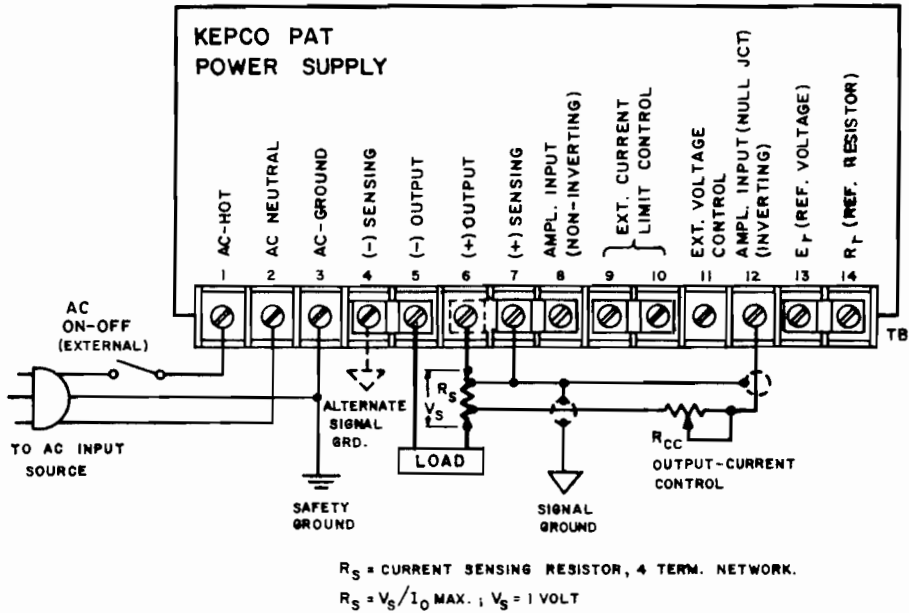 KEPCO PAT
POWER SUPPLY
AC-HOT
AC NEUTRAL
AC-GROUND
(-) SENSING
(-) OUTPUT
(+) OUTPUT
(+) SENSING
AMPL. INPUT
(NON-INVERTING)
EXT. CURRENT
LIMIT CONTROL
EXT. VOLTAGE
CONTROL
AMPL. INPUT (NULL JCT)
(INVERTING)
Er (REF. VOLTAGE)
Rr (REF. RESISTOR)
1 2 3 4 5 6 7 8 9 10 11 12 13 14
TB
AC
ON-OFF
(EXTERNAL)
TO AC INPUT
SOURCE
SAFETY
GROUND
ALTERNATE
SIGNAL
GRD.
RS
VS
LOAD
SIGNAL
GROUND
RCC
OUTPUT-CURRENT
CONTROL
RS = CURRENT SENSING RESISTOR, 4 TERM. NETWORK.
RS = VS/IO MAX. ; VS = 1 VOLT